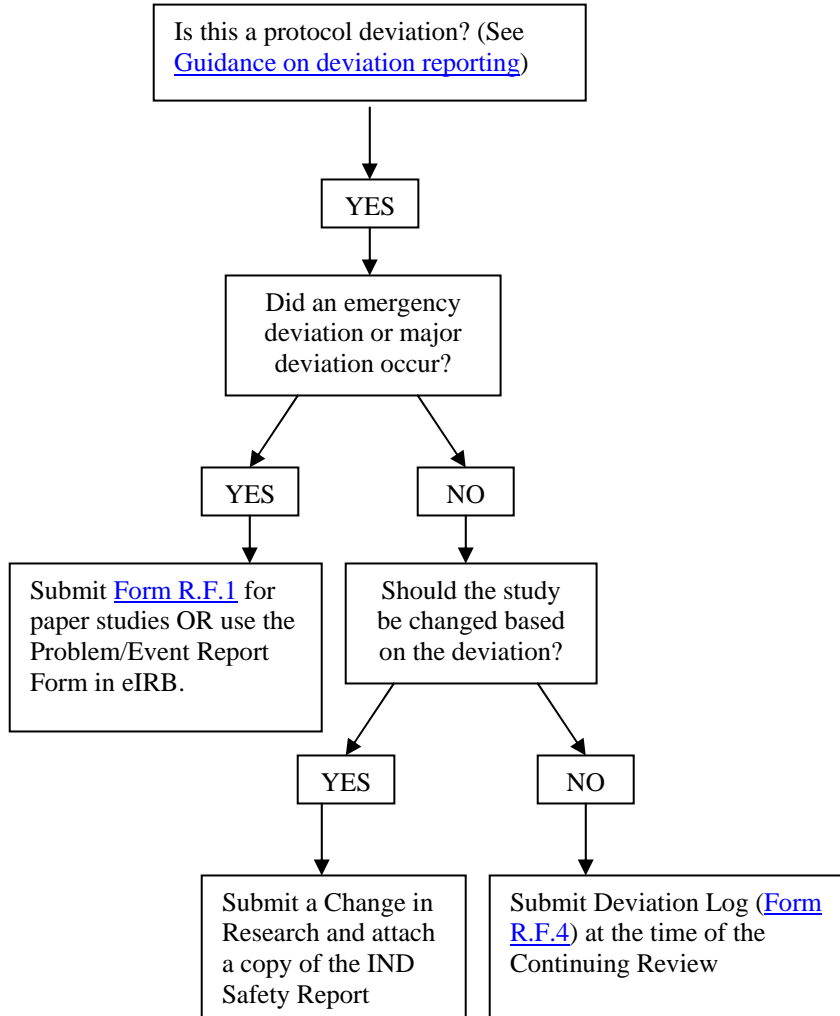 Is this a protocol deviation? (See
Guidance on deviation reporting)
YES
Did an emergency
deviation or major
deviation occur?
YES
NO
Submit Form R.F.1 for
paper studies OR use the
Problem/Event Report
Form in eIRB.
Should the study
be changed based
on the deviation?
YES
NO
Submit a Change in
Research and attach
a copy of the IND
Safety Report
Submit Deviation Log (Form
R.F.4) at the time of the
Continuing Review